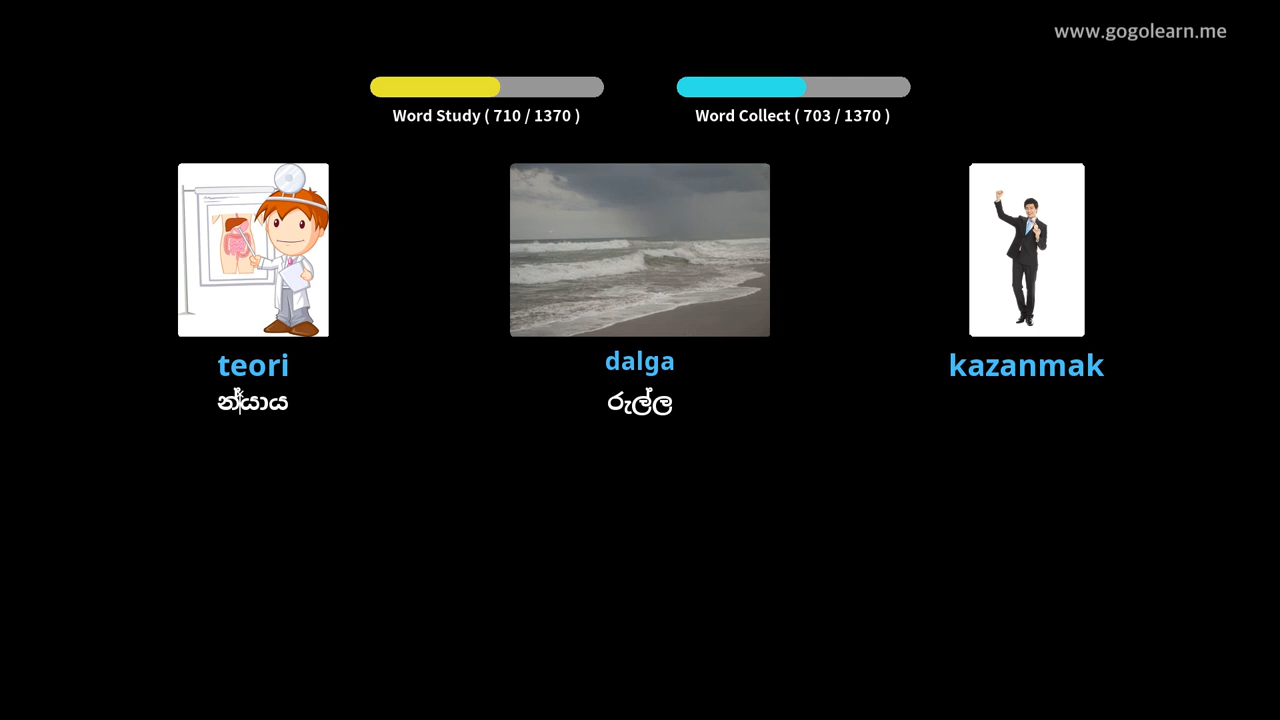 www.gogolearn.me
Word Study ( 710 / 1370 )
Word Collect ( 703 / 1370 )
teori
න්‍යාය
dalga
රුල්ල
kazanmak